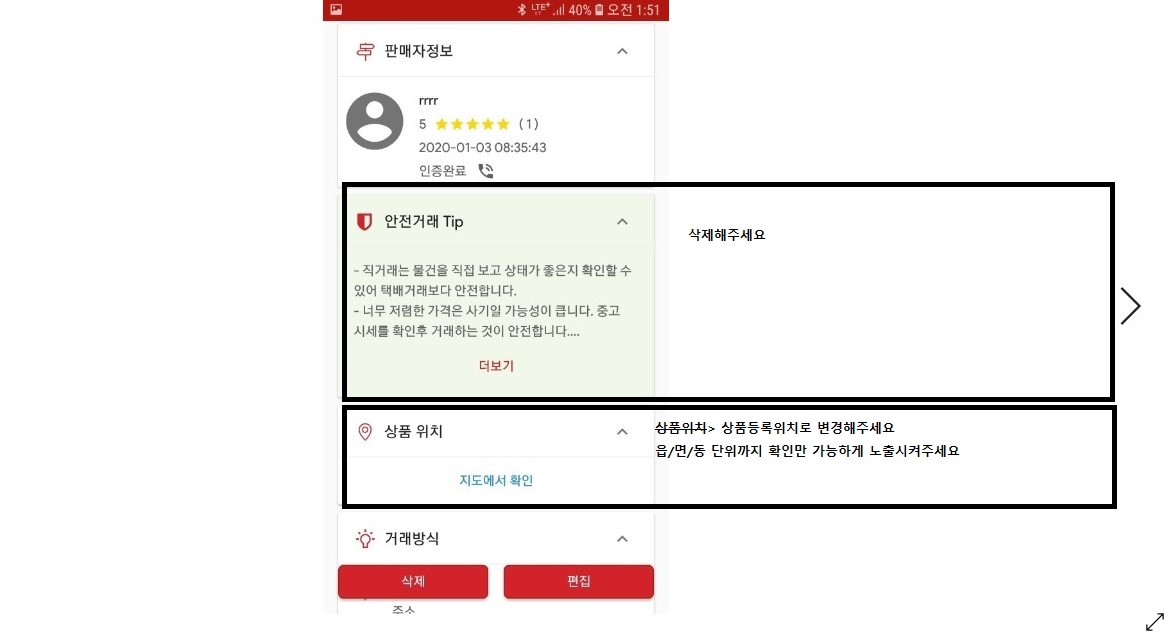 LTE+ 40% 오전 1:51
판매자정보
rrrr
5 ★★★★★ (1)
2020-01-03 08:35:43
인증완료
안전거래 Tip
삭제해주세요
- 직거래는 물건을 직접 보고 상태가 좋은지 확인할 수
있어 택배거래보다 안전합니다.
- 너무 저렴한 가격은 사기일 가능성이 큽니다. 중고
시세를 확인후 거래하는 것이 안전합니다....
더보기
상품 위치
상품위치> 상품등록위치로 변경해주세요
읍/면/동 단위까지 확인만 가능하게 노출시켜주세요
지도에서 확인
거래방식
삭제
편집
주소